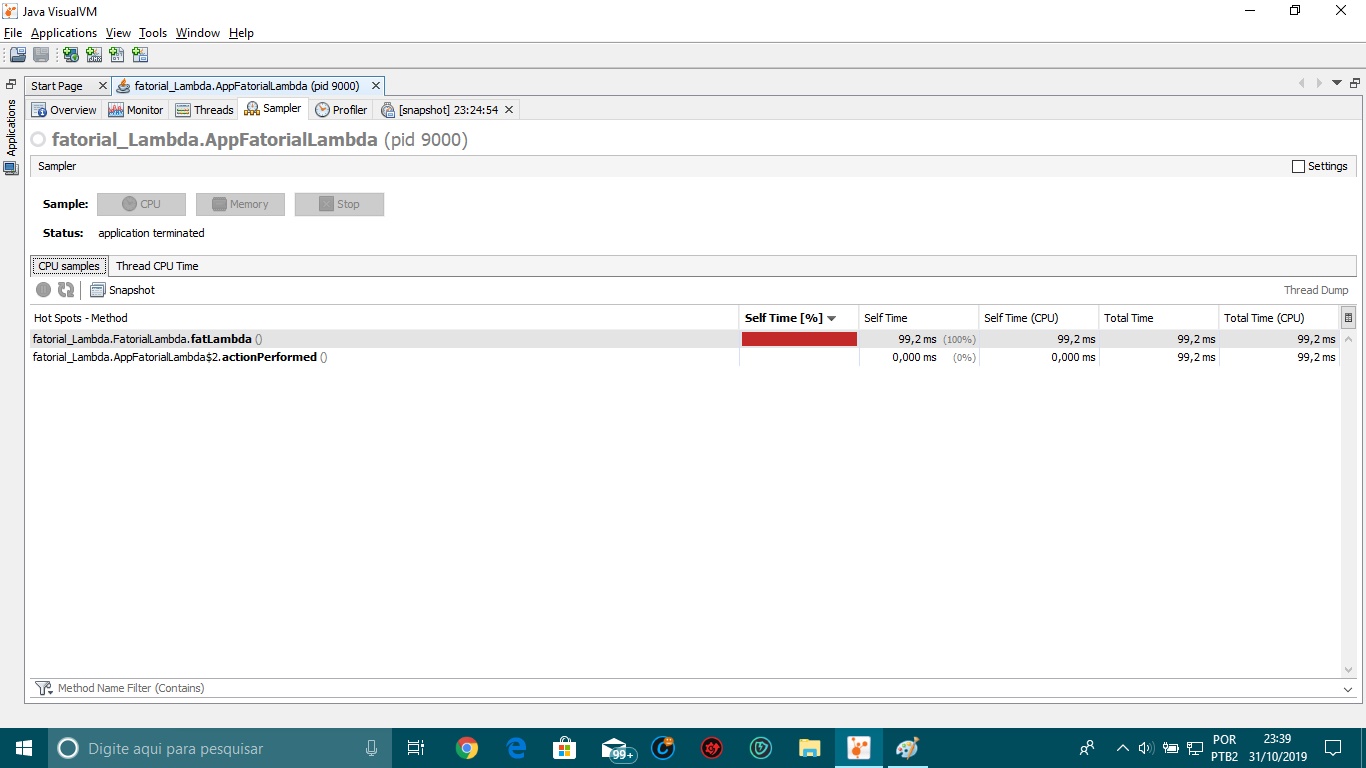 Java VisualVM
File Applications View Tools Window Help
Start Page fatorial_Lambda.AppFatorialLambda (pid 9000)
Applications
Overview Monitor Threads Sampler Profiler [snapshot] 23:24:54
fatorial_Lambda.AppFatorialLambda (pid 9000)
Sampler Settings
Sample: CPU Memory Stop
Status: application terminated
CPU samples Thread CPU Time
Snapshot Thread Dump
Hot Spots - Method Self Time [%] Self Time Self Time (CPU) Total Time Total Time (CPU)
fatorial_Lambda.FatorialLambda.fatLambda () 99,2 ms (100%) 99,2 ms 99,2 ms 99,2 ms
fatorial_Lambda.AppFatorialLambda$2.actionPerformed () 0,000 ms (0%) 0,000 ms 99,2 ms 99,2 ms
Method Name Filter (Contains)
Digite aqui para pesquisar 99+ POR 23:39
PTB2 31/10/2019